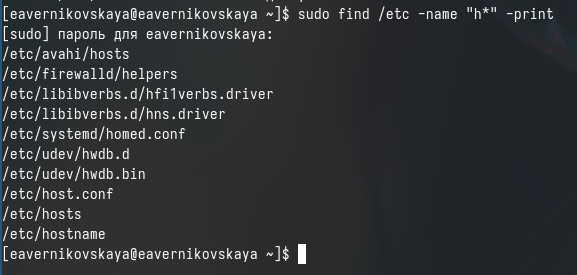 [eavernikovskaya@eavernikovskaya ~]$ sudo find /etc -name "h*" -print
[sudo] пароль для eavernikovskaya:
/etc/avahi/hosts
/etc/firewalld/helpers
/etc/libibverbs.d/hfi1verbs.driver
/etc/libibverbs.d/hns.driver
/etc/systemd/homed.conf
/etc/udev/hwdb.d
/etc/udev/hwdb.bin
/etc/host.conf
/etc/hosts
/etc/hostname
[eavernikovskaya@eavernikovskaya ~]$